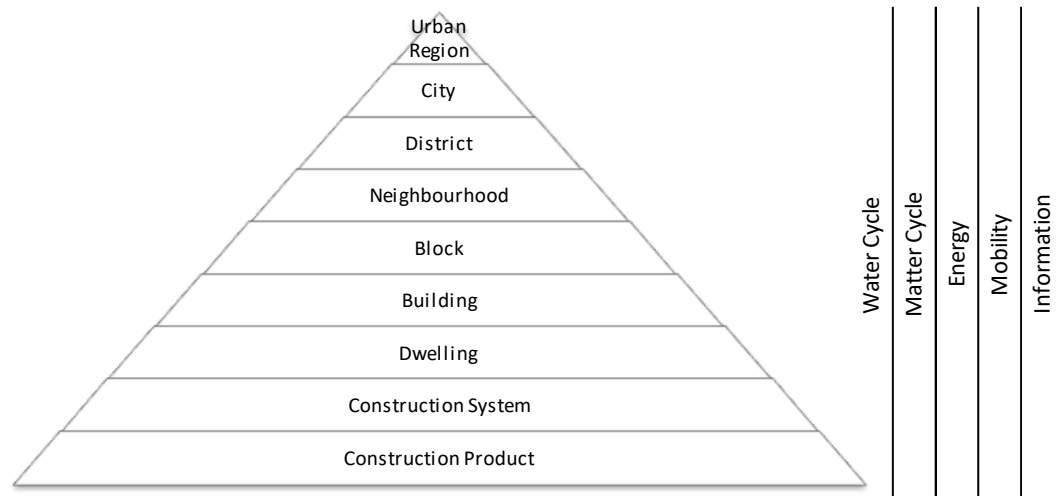 Urban
Region
City
District
Neighbourhood
Block
Building
Dwelling
Construction System
Construction Product
Water Cycle
Matter Cycle
Energy
Mobility
Information